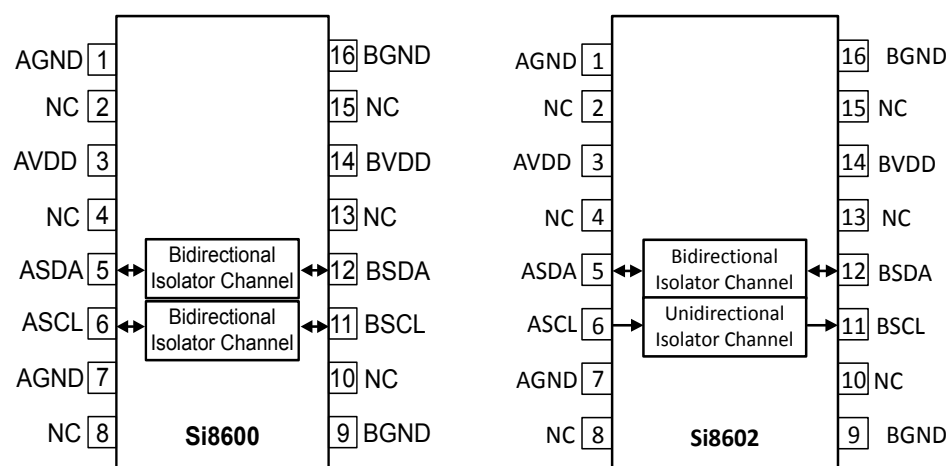 AGND 1 16 BGND
NC 2 15 NC
AVDD 3 14 BVDD
NC 4 13 NC
ASDA 5 Bidirectional Isolator Channel 12 BSDA
ASCL 6 Bidirectional Isolator Channel 11 BSCL
AGND 7 10 NC
NC 8 Si8600 9 BGND
AGND 1 16 BGND
NC 2 15 NC
AVDD 3 14 BVDD
NC 4 13 NC
ASDA 5 Bidirectional Isolator Channel 12 BSDA
ASCL 6 Unidirectional Isolator Channel 11 BSCL
AGND 7 10 NC
NC 8 Si8602 9 BGND